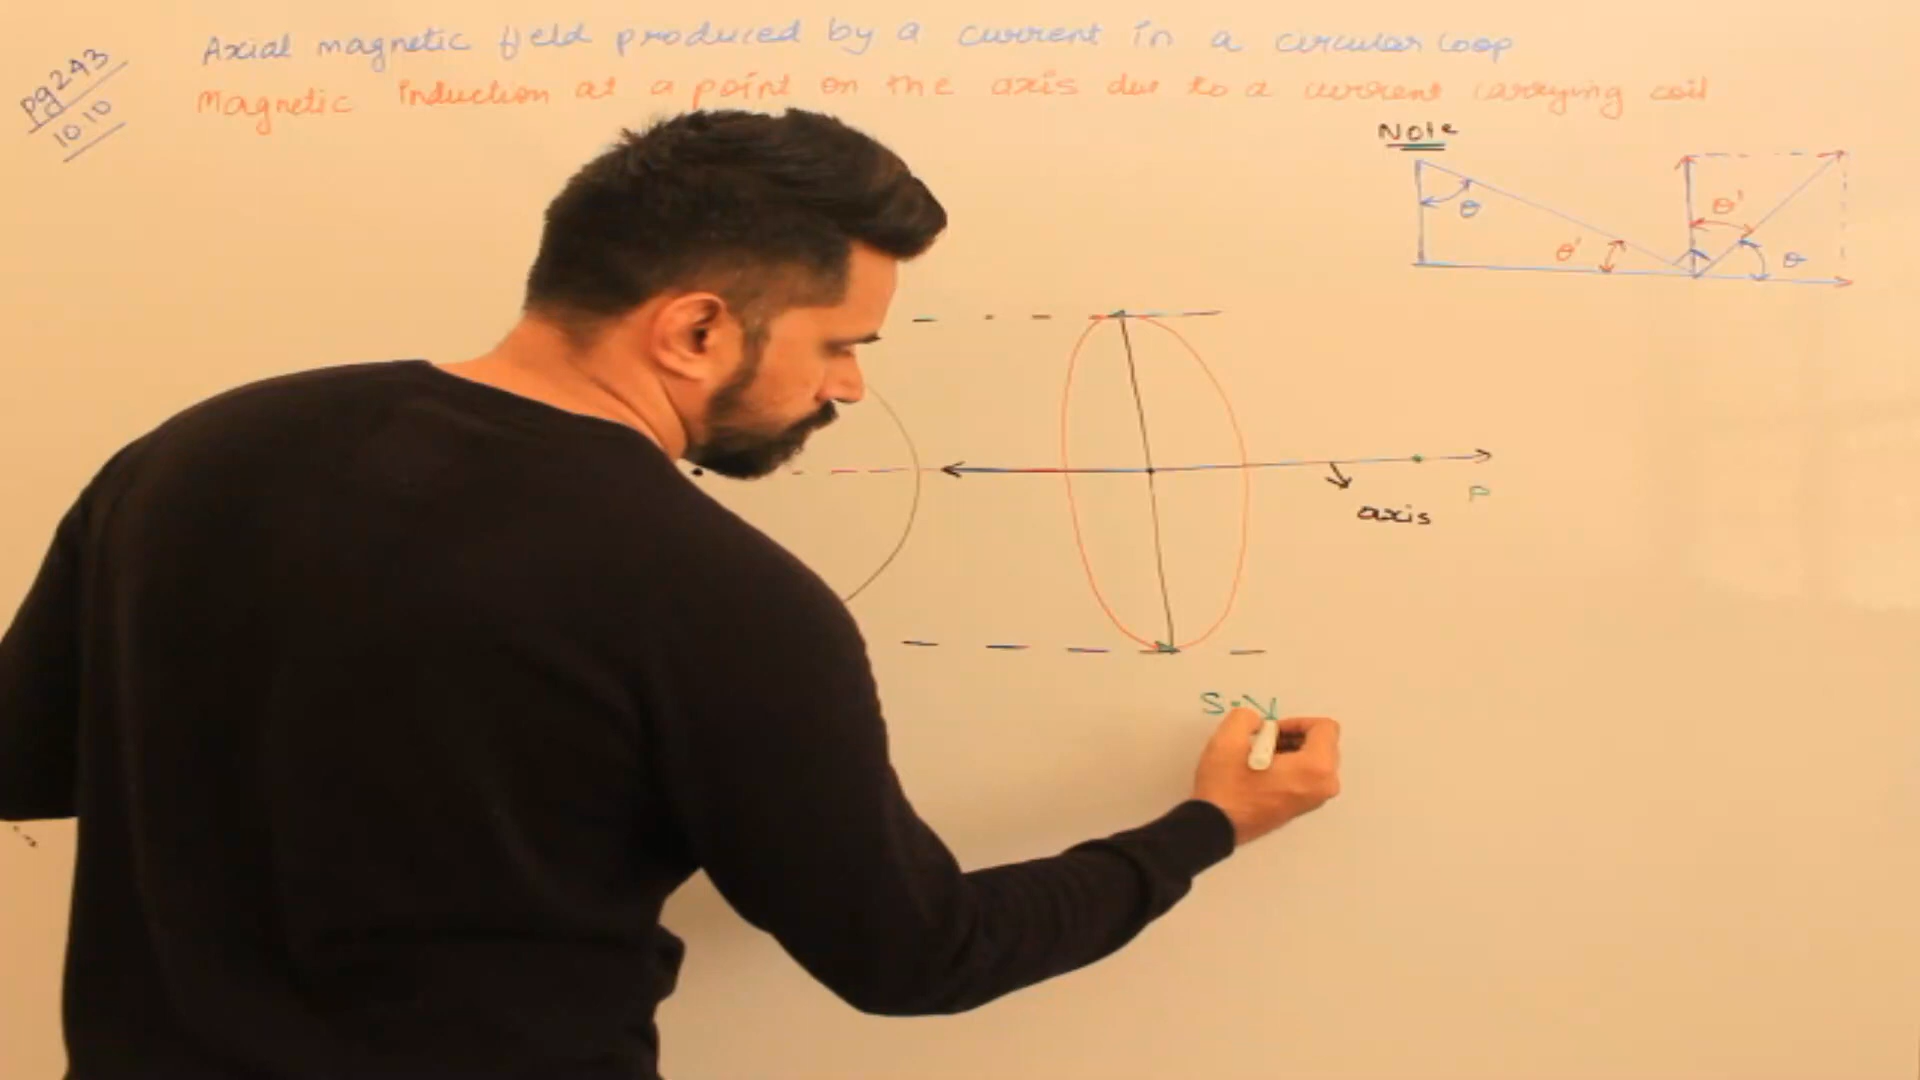 Axial magnetic field produced by a current in a circular loop
Magnetic Induction at a point on the axis due to a current carrying coil
pg 243
10.10
Note
θ
θ'
θ'
θ
P
axis
S.V